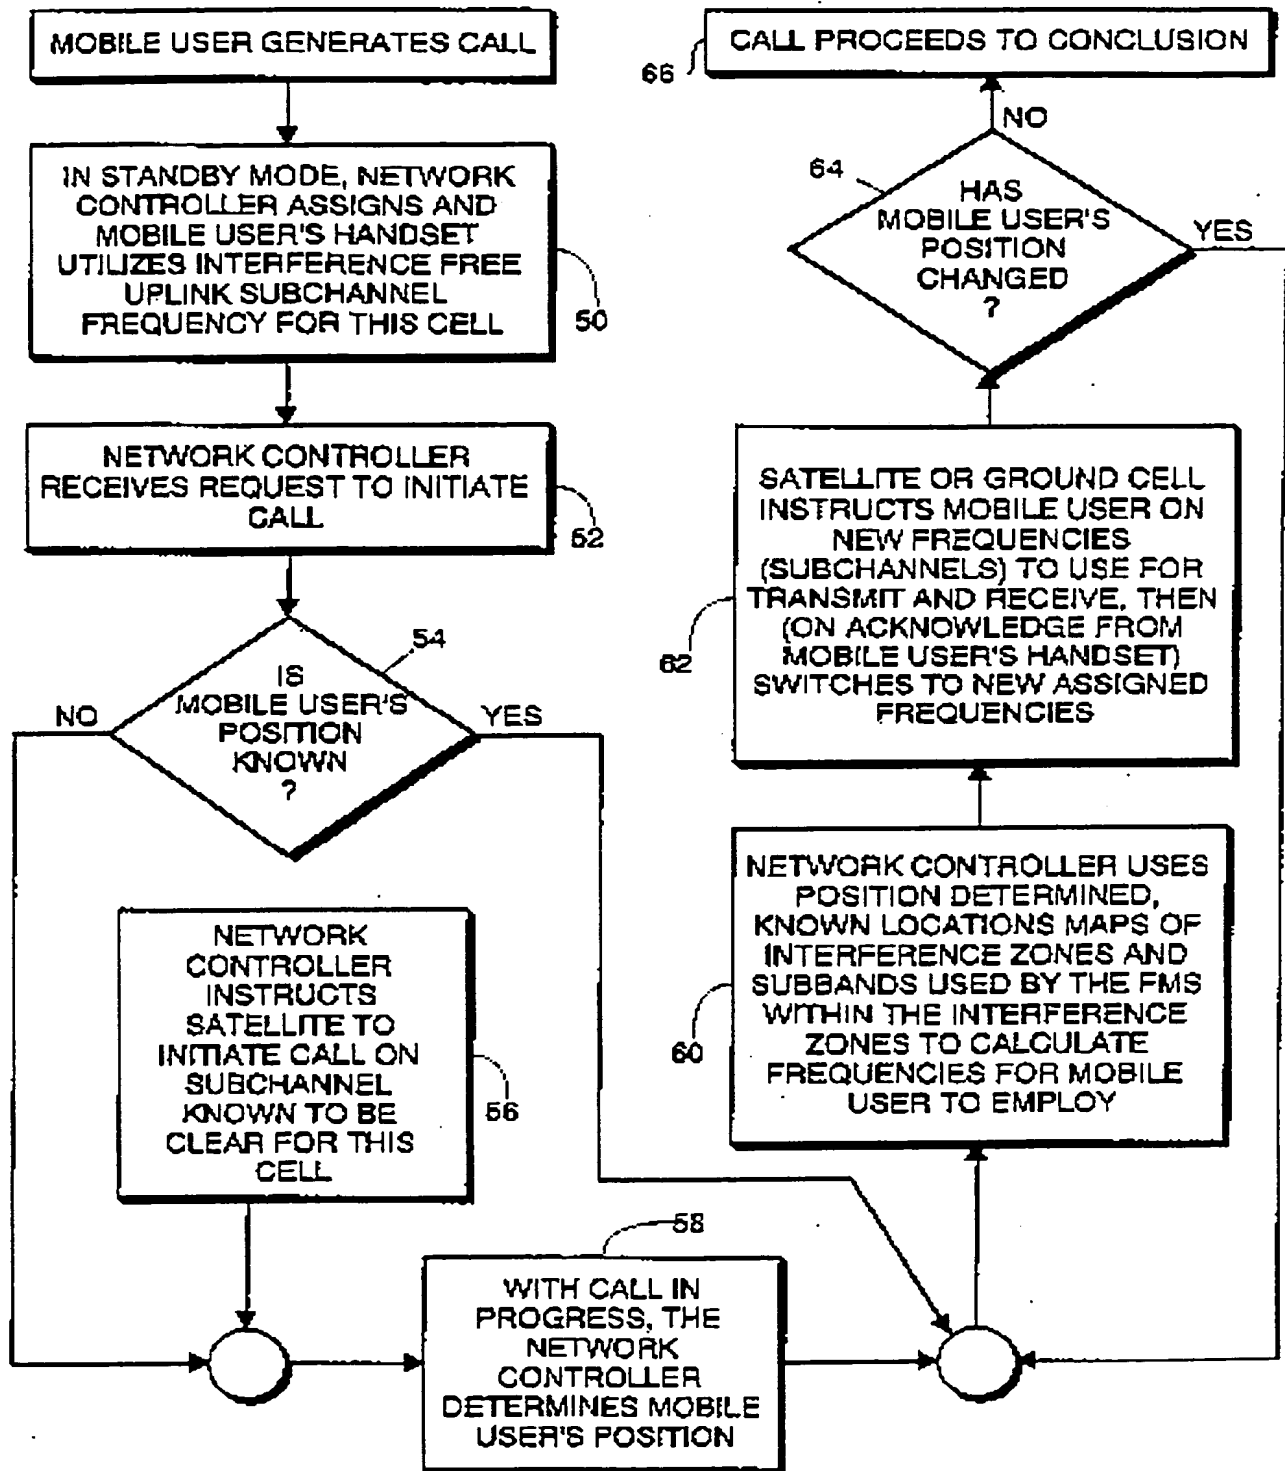 MOBILE USER GENERATES CALL
IN STANDBY MODE, NETWORK
CONTROLLER ASSIGNS AND
MOBILE USER'S HANDSET
UTILIZES INTERFERENCE FREE
UPLINK SUBCHANNEL
FREQUENCY FOR THIS CELL
50
NETWORK CONTROLLER
RECEIVES REQUEST TO INITIATE
CALL
52
54
IS
MOBILE USER'S
POSITION
KNOWN
?
NO
YES
NETWORK
CONTROLLER
INSTRUCTS
SATELLITE TO
INITIATE CALL ON
SUBCHANNEL
KNOWN TO BE
CLEAR FOR THIS
CELL
56
58
WITH CALL IN
PROGRESS, THE
NETWORK
CONTROLLER
DETERMINES MOBILE
USER'S POSITION
NETWORK CONTROLLER USES
POSITION DETERMINED,
KNOWN LOCATIONS MAPS OF
INTERFERENCE ZONES AND
SUBBANDS USED BY THE FMS
WITHIN THE INTERFERENCE
ZONES TO CALCULATE
FREQUENCIES FOR MOBILE
USER TO EMPLOY
60
SATELLITE OR GROUND CELL
INSTRUCTS MOBILE USER ON
NEW FREQUENCIES
(SUBCHANNELS) TO USE FOR
TRANSMIT AND RECEIVE, THEN
(ON ACKNOWLEDGE FROM
MOBILE USER'S HANDSET)
SWITCHES TO NEW ASSIGNED
FREQUENCIES
62
64
HAS
MOBILE USER'S
POSITION
CHANGED
?
YES
NO
CALL PROCEEDS TO CONCLUSION
66